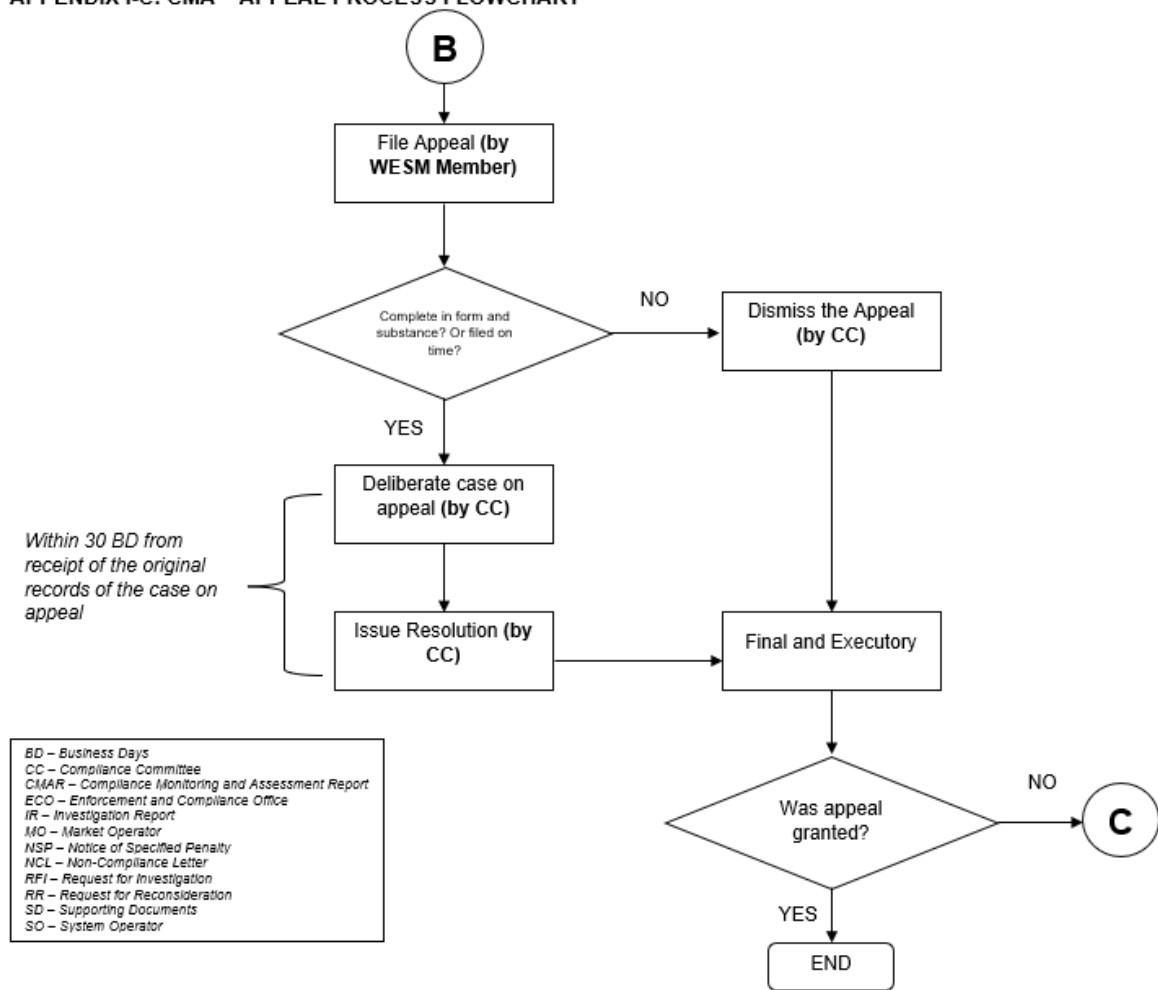 B
File Appeal (by
WESM Member)
Complete in form and
substance? Or filed on
time?
NO
Dismiss the Appeal
(by CC)
YES
Deliberate case on
appeal (by CC)
Within 30 BD from
receipt of the original
records of the case on
appeal
Issue Resolution (by
CC)
Final and Executory
BD – Business Days
CC – Compliance Committee
CMAR – Compliance Monitoring and Assessment Report
ECO – Enforcement and Compliance Office
IR – Investigation Report
MO – Market Operator
NSP – Notice of Specified Penalty
NCL – Non-Compliance Letter
RFI – Request for Investigation
RR – Request for Reconsideration
SD – Supporting Documents
SO – System Operator
Was appeal
granted?
NO
C
YES
END